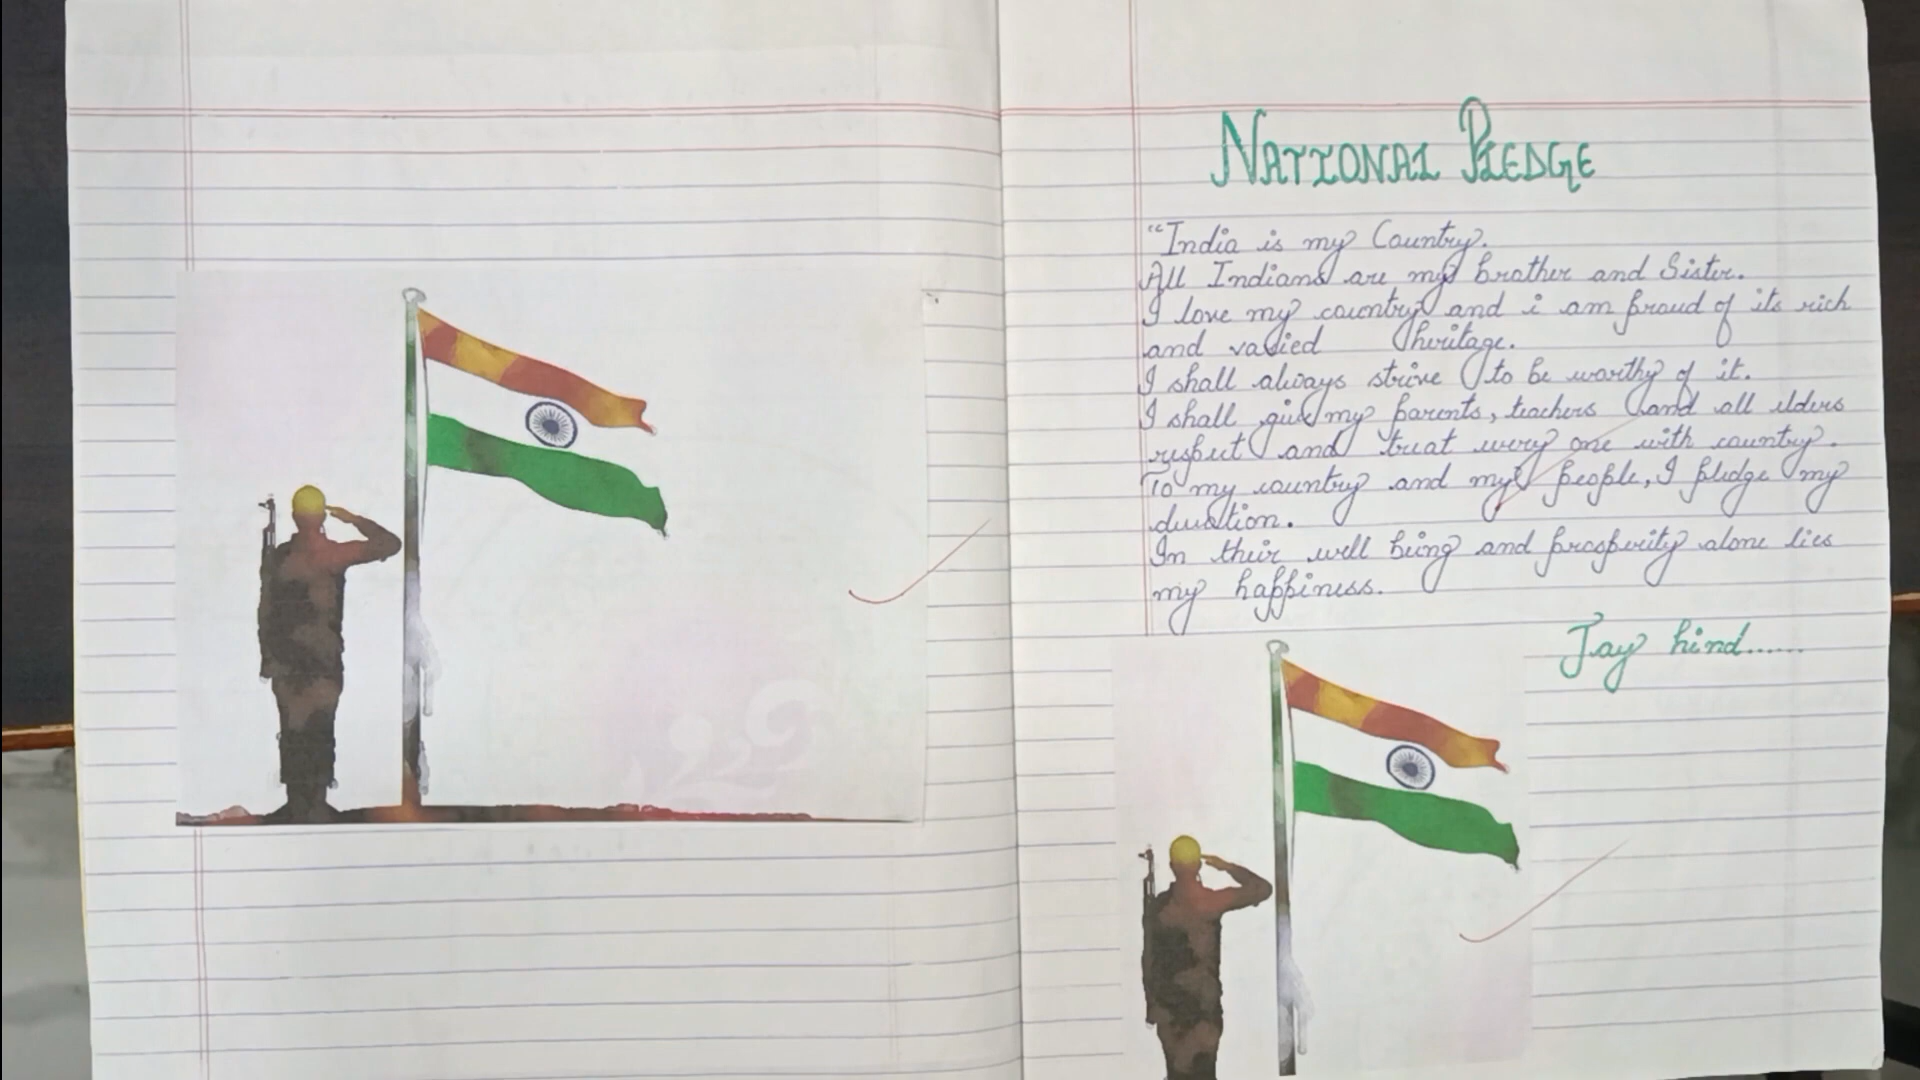 NATIONAL PLEDGE
"India is my Country.
All Indians are my brother and Sister.
I love my country and i am proud of its rich
and varied heritage.
I shall always strive to be worthy of it.
I shall give my parents, teachers and all elders
respect and treat every one with country.
To my country and my people, I pledge my
In their well being and prosperity alone lies
my happiness.
Jay hind......